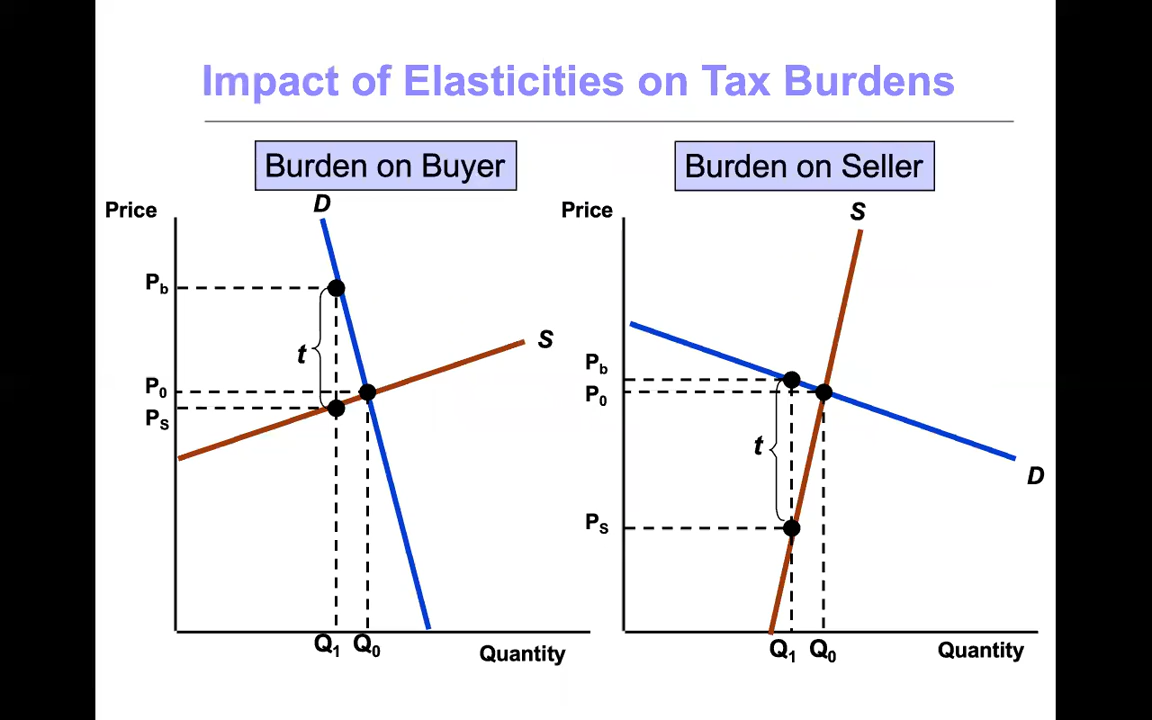 Impact of Elasticities on Tax Burdens
Burden on Buyer
Price
D
Pb
t
S
P0
PS
Q1 Q0
Quantity
Burden on Seller
Price
S
Pb
P0
t
D
PS
Q1 Q0
Quantity